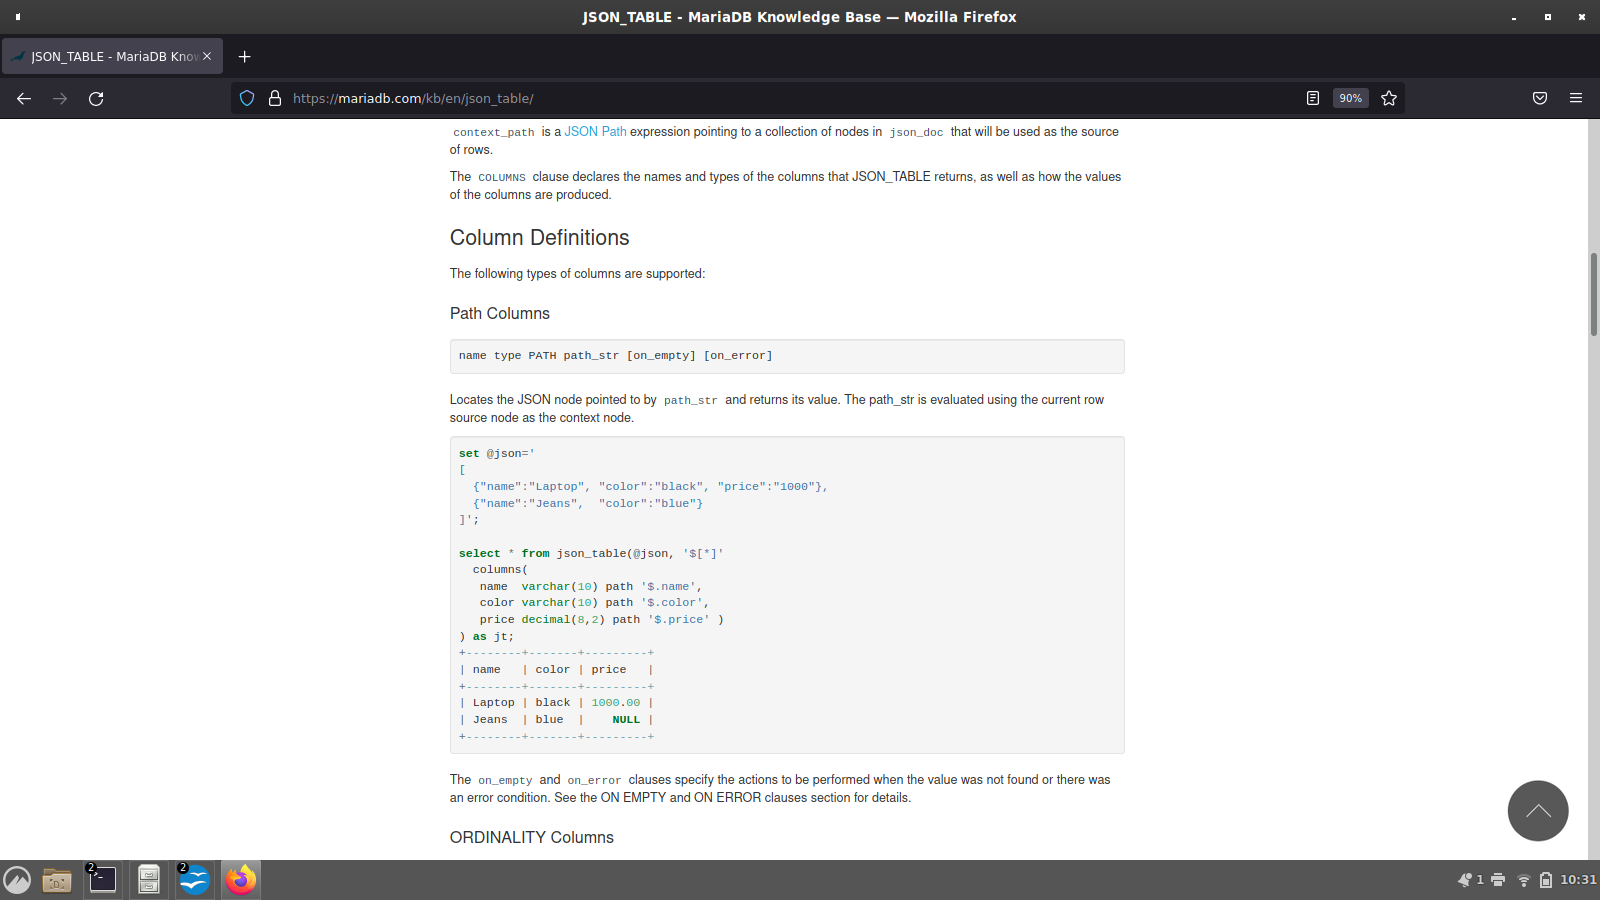 JSON_TABLE - MariaDB Knowledge Base — Mozilla Firefox
JSON_TABLE - MariaDB Know
https://mariadb.com/kb/en/json_table/
90%
context_path is a JSON Path expression pointing to a collection of nodes in json_doc that will be used as the source
of rows.
The COLUMNS clause declares the names and types of the columns that JSON_TABLE returns, as well as how the values
of the columns are produced.
Column Definitions
The following types of columns are supported:
Path Columns
name type PATH path_str [on_empty] [on_error]
Locates the JSON node pointed to by path_str and returns its value. The path_str is evaluated using the current row
source node as the context node.
set @json='
[
  {"name":"Laptop", "color":"black", "price":"1000"},
  {"name":"Jeans",  "color":"blue"}
]';
select * from json_table(@json, '$[*]'
  columns(
   name  varchar(10) path '$.name',
   color varchar(10) path '$.color',
   price decimal(8,2) path '$.price' )
) as jt;
+--------+-------+---------+
| name   | color | price   |
+--------+-------+---------+
| Laptop | black | 1000.00 |
| Jeans  | blue  |    NULL |
+--------+-------+---------+
The on_empty and on_error clauses specify the actions to be performed when the value was not found or there was
an error condition. See the ON EMPTY and ON ERROR clauses section for details.
ORDINALITY Columns
2
2
1
10:31